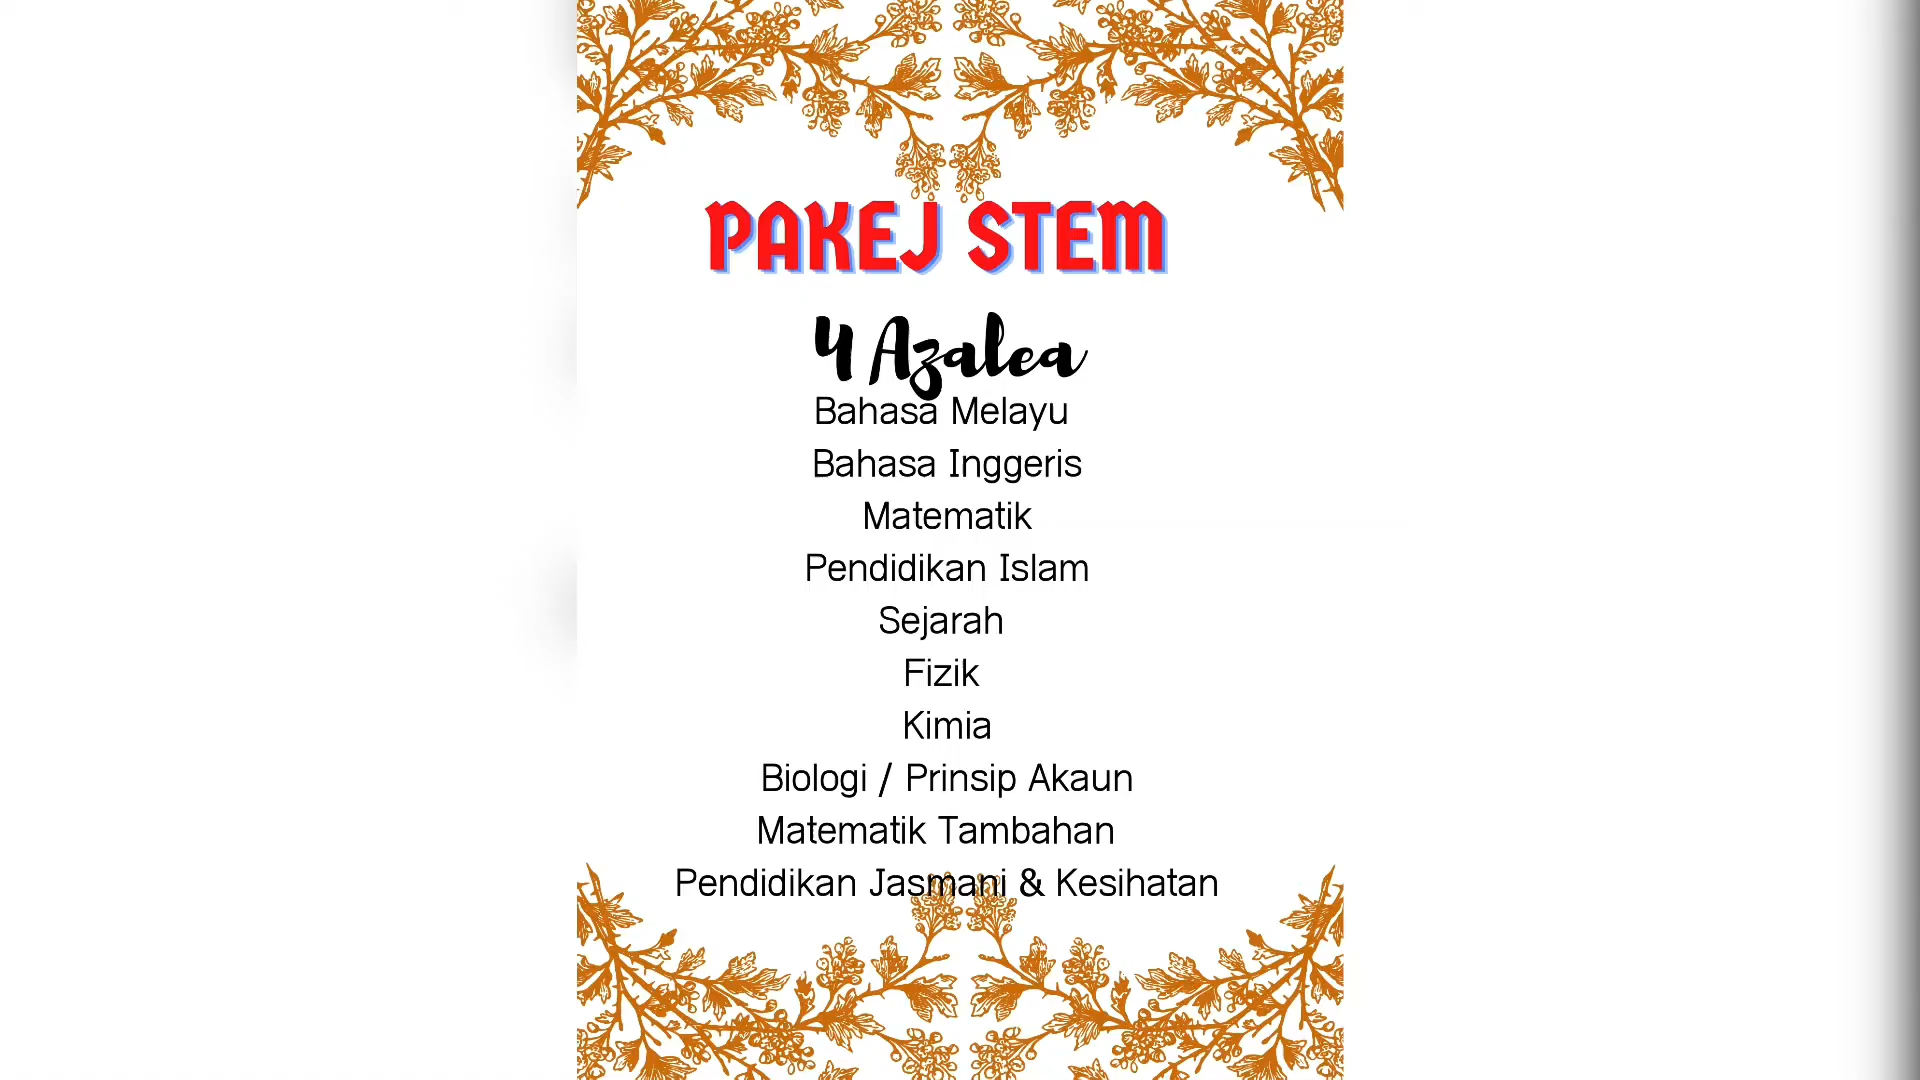 PAKEJ STEM
4 Azalea
Bahasa Melayu
Bahasa Inggeris
Matematik
Pendidikan Islam
Sejarah
Fizik
Kimia
Biologi / Prinsip Akaun
Matematik Tambahan
Pendidikan Jasmani & Kesihatan